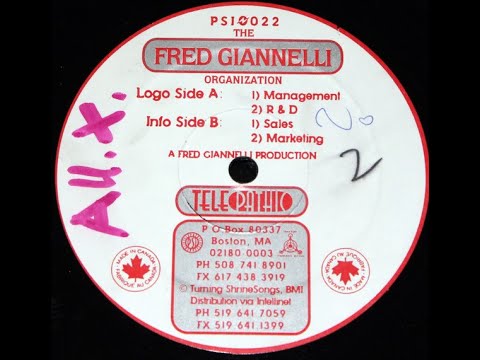 PSI0022
THE
FRED GIANNELLI
ORGANIZATION
Logo Side A: 1) Management
2) R & D
Info Side B: 1) Sales
2) Marketing
A FRED GIANNELLI PRODUCTION
TELEPATHIC
P O Box 80337
Boston, MA
02180 0003
PH 508 741 8901
FX 617 438 3919
© Turning ShrineSongs, BMI
Distribution via Intellinet
PH 519 641 7059
FX 519 641 1399
MADE IN CANADA
FABRIQUÉ AU CANADA
MADE IN CANADA
FABRIQUÉ AU CANADA
All.x.
2.
2